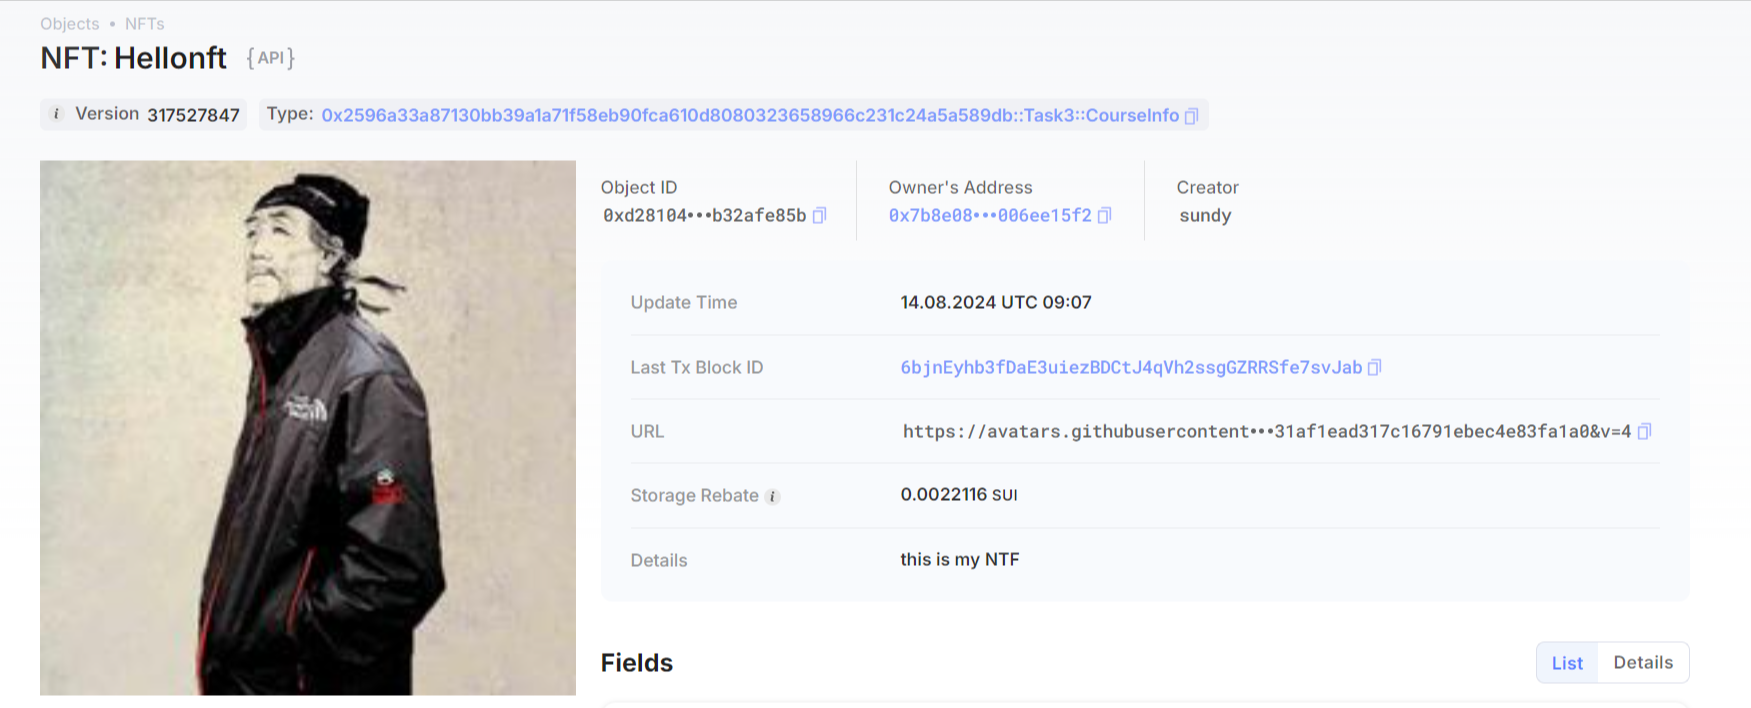 Objects • NFTs
NFT: Hellonft {API}
i Version 317527847 Type: 0x2596a33a87130bb39a1a71f58eb90fca610d8080323658966c231c24a5a589db::Task3::CourseInfo
Object ID
0xd28104•••b32afe85b
Owner's Address
0x7b8e08•••006ee15f2
Creator
sundy
Update Time 14.08.2024 UTC 09:07
Last Tx Block ID 6bjnEyhb3fDaE3uiezBDCtJ4qVh2ssgGZRRSfe7svJab
URL https://avatars.githubusercontent•••31af1ead317c16791ebec4e83fa1a0&v=4
Storage Rebate i 0.0022116 SUI
Details this is my NTF
Fields
List Details